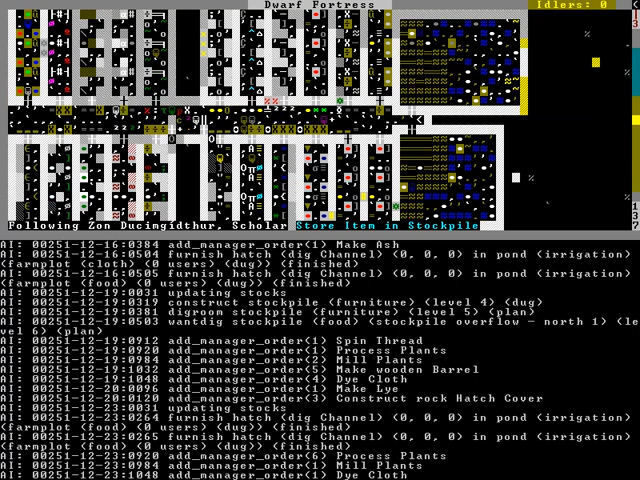 Dwarf Fortress
Idlers: 0
Following Zon Ducimgidthur, Scholar
Store Item in Stockpile
AI: 00251-12-16:0384 add_manager_order(1) Make Ash
AI: 00251-12-16:0504 furnish hatch (dig Channel) (0, 0, 0) in pond (irrigation)
(farmplot (cloth) (0 users) (dug)) (finished)
AI: 00251-12-16:0505 furnish hatch (dig Channel) (0, 0, 0) in pond (irrigation)
(farmplot (food) (0 users) (dug)) (finished)
AI: 00251-12-19:0031 updating stocks
AI: 00251-12-19:0319 construct stockpile (furniture) (level 4) (dug)
AI: 00251-12-19:0381 digroom stockpile (furniture) (level 5) (plan)
AI: 00251-12-19:0503 wantdig stockpile (food) (stockpile overflow - north 1) (le
vel 6) (plan)
AI: 00251-12-19:0912 add_manager_order(1) Spin Thread
AI: 00251-12-19:0920 add_manager_order(1) Process Plants
AI: 00251-12-19:0984 add_manager_order(2) Mill Plants
AI: 00251-12-19:1032 add_manager_order(5) Make wooden Barrel
AI: 00251-12-19:1048 add_manager_order(4) Dye Cloth
AI: 00251-12-20:0096 add_manager_order(1) Make Lye
AI: 00251-12-20:0120 add_manager_order(3) Construct rock Hatch Cover
AI: 00251-12-23:0031 updating stocks
AI: 00251-12-23:0264 furnish hatch (dig Channel) (0, 0, 0) in pond (irrigation)
(farmplot (food) (0 users) (dug)) (finished)
AI: 00251-12-23:0265 furnish hatch (dig Channel) (0, 0, 0) in pond (irrigation)
(farmplot (food) (0 users) (dug)) (finished)
AI: 00251-12-23:0920 add_manager_order(6) Process Plants
AI: 00251-12-23:0984 add_manager_order(1) Mill Plants
AI: 00251-12-23:1048 add_manager_order(1) Dye Cloth